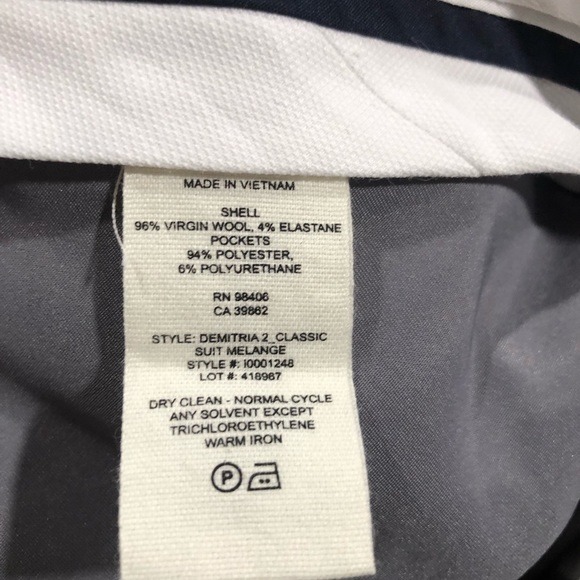 MADE IN VIETNAM
SHELL
96% VIRGIN WOOL, 4% ELASTANE
POCKETS
94% POLYESTER,
6% POLYURETHANE
RN 98406
CA 39862
STYLE: DEMITRIA 2_CLASSIC
SUIT MELANGE
STYLE #: I0001248
LOT #: 418967
DRY CLEAN - NORMAL CYCLE
ANY SOLVENT EXCEPT
TRICHLOROETHYLENE
WARM IRON
P